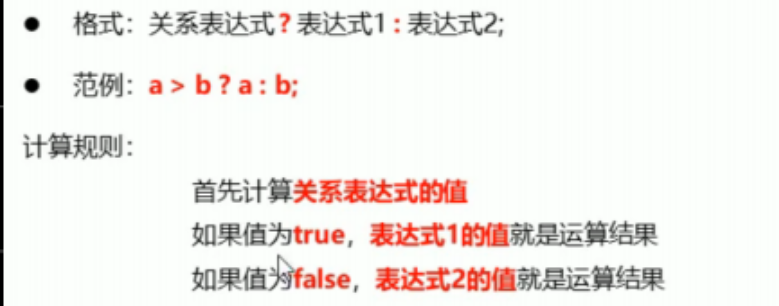 ● 格式：关系表达式？表达式1：表达式2;
● 范例：a > b ? a : b;
计算规则：
首先计算关系表达式的值
如果值为true，表达式1的值就是运算结果
如果值为false，表达式2的值就是运算结果